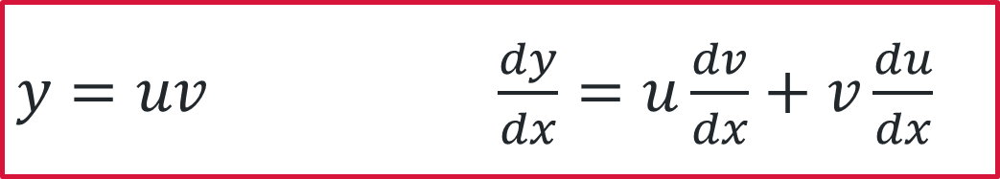 y = uv dy/dx = u dv/dx + v du/dx